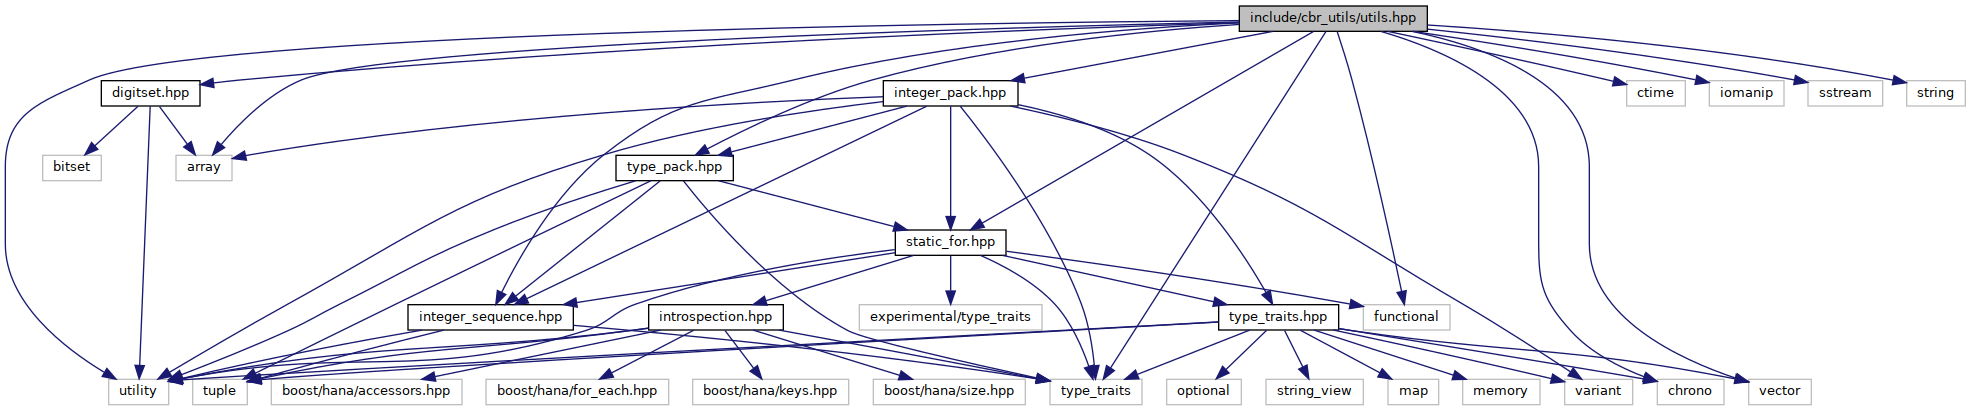 include/cbr_utils/utils.hpp
digitset.hpp
integer_pack.hpp
ctime
iomanip
sstream
string
bitset
array
type_pack.hpp
static_for.hpp
integer_sequence.hpp
introspection.hpp
experimental/type_traits
type_traits.hpp
functional
utility
tuple
boost/hana/accessors.hpp
boost/hana/for_each.hpp
boost/hana/keys.hpp
boost/hana/size.hpp
type_traits
optional
string_view
map
memory
variant
chrono
vector